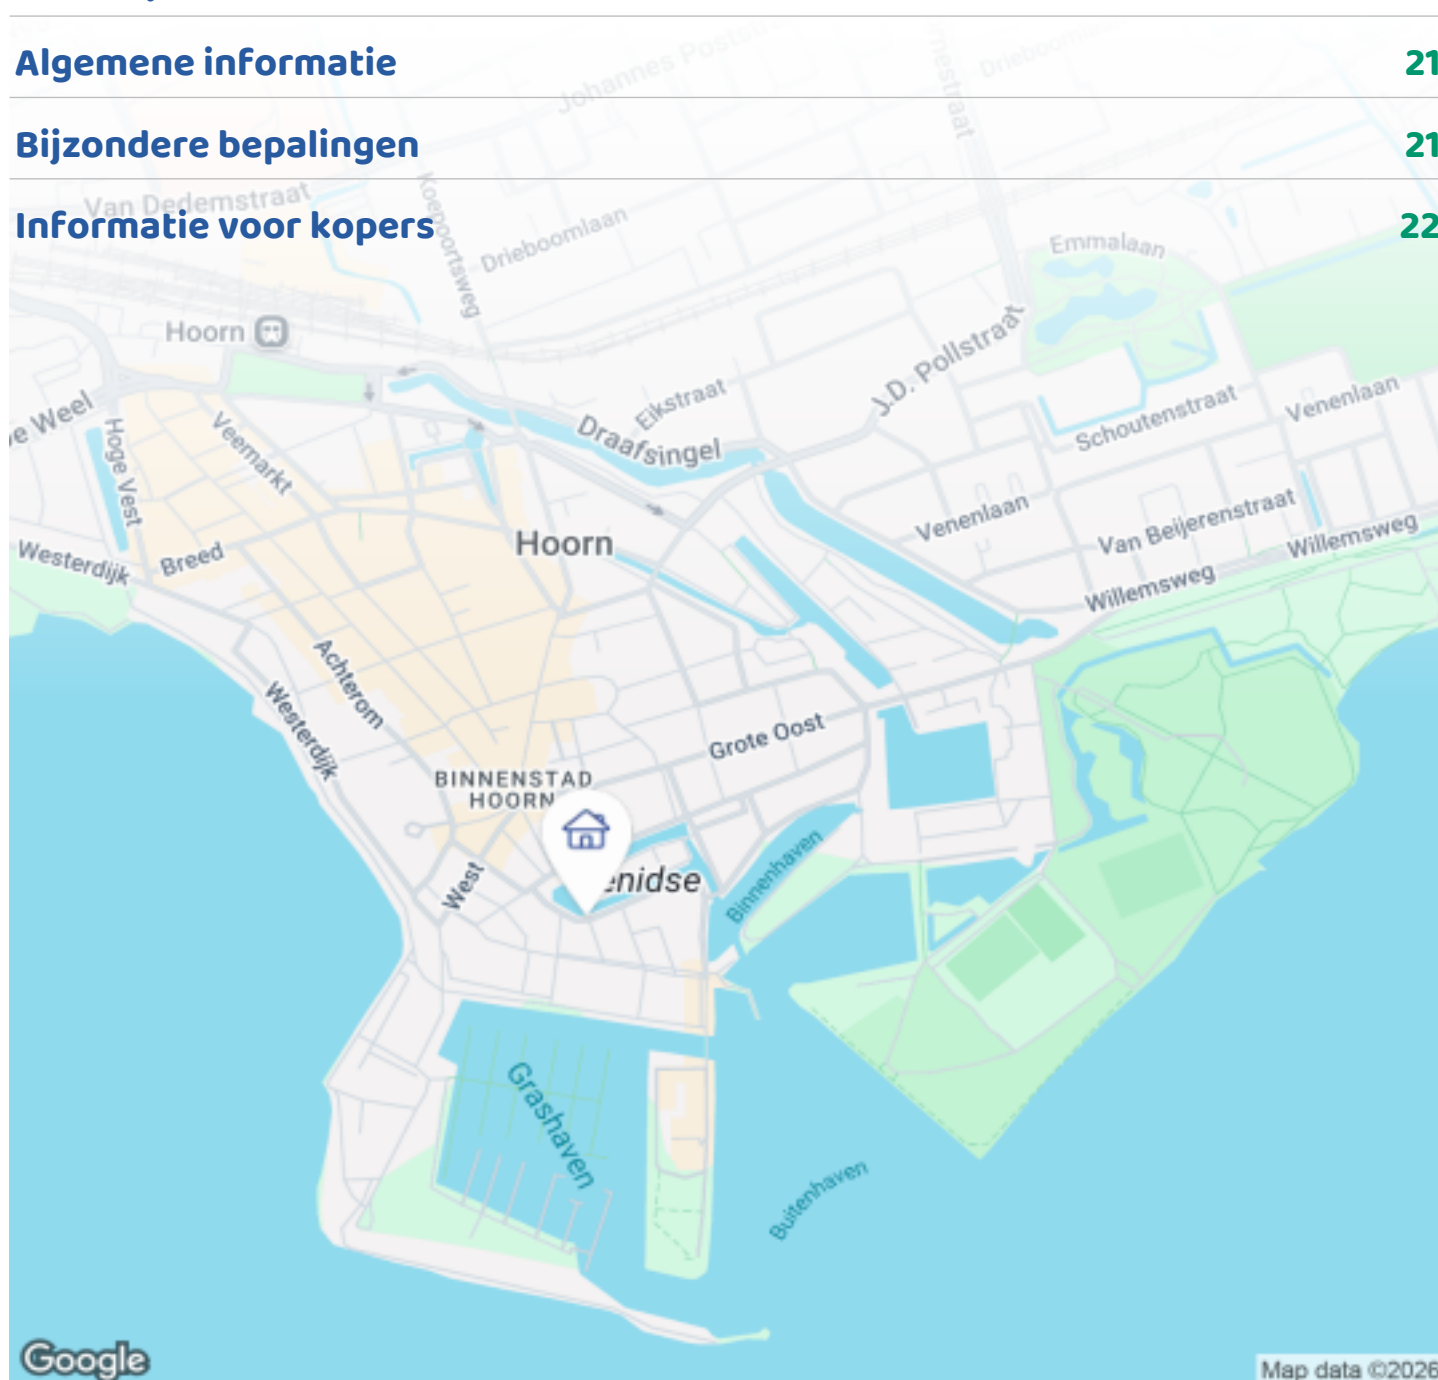 Algemene informatie 21
Bijzondere bepalingen 21
Informatie voor kopers 22
Van Dedemstraat
Koepoortsweg
Drieboomlaan
Emmalaan
Hoorn
J.D. Pollstraat
Eikstraat
Draafsingel
Schoutenstraat
Venenlaan
Hoge Vest
Veemarkt
Westerdijk
Breed
Hoorn
Venenlaan
Van Beijerenstraat
Willemsweg
Willemsweg
Achterom
Westerdijk
Grote Oost
BINNENSTAD
HOORN
West
enidse
Binnenhaven
Grashaven
Buitenhaven
Google
Map data ©2026